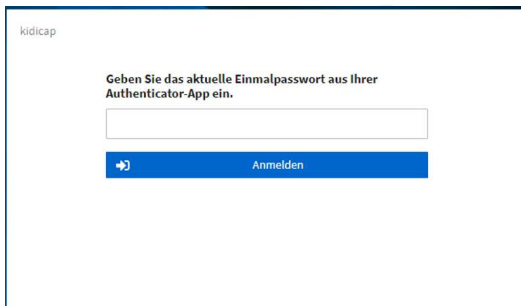 kidicap
Geben Sie das aktuelle Einmalpasswort aus Ihrer
Authenticator-App ein.
Anmelden